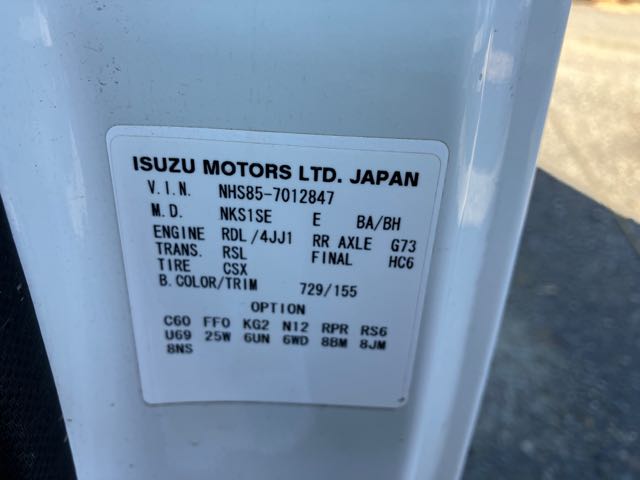 ISUZU MOTORS LTD. JAPAN
V.I.N. NHS85-7012847
M.D. NKS1SE E BA/BH
ENGINE RDL/4JJ1 RR AXLE G73
TRANS. RSL FINAL HC6
TIRE CSX
B.COLOR/TRIM 729/155
OPTION
C60 FF0 KG2 N12 RPR RS6
U69 25W 6UN 6WD 8BM 8JM
8NS